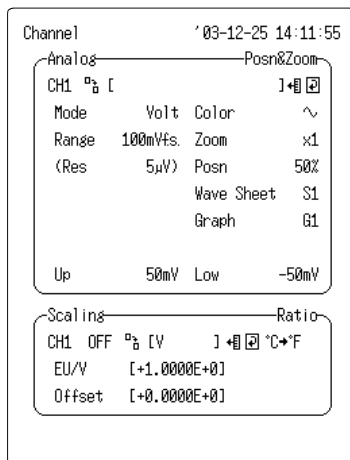 Channel '03-12-25 14:11:55
Analog Posn&Zoom
CH1 [ ]
Mode Volt Color
Range 100mVfs. Zoom x1
(Res 5μV) Posn 50%
Wave Sheet S1
Graph G1
Up 50mV Low -50mV
Scaling Ratio
CH1 OFF [V ] °C→°F
EU/V [+1.0000E+0]
Offset [+0.0000E+0]